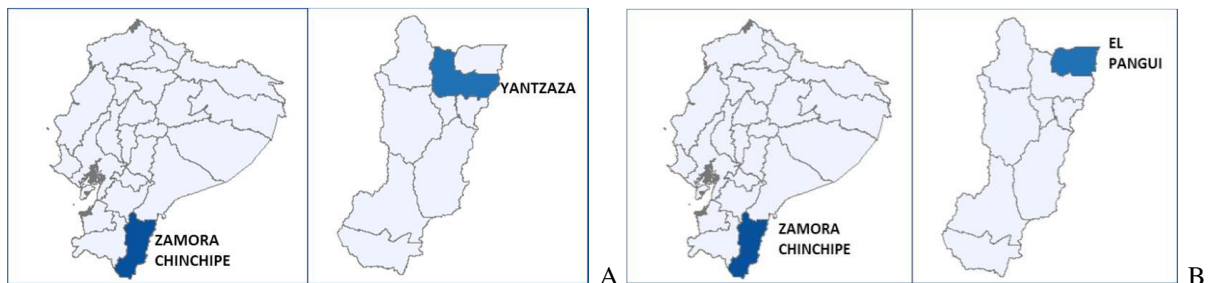 YANTZAZA
ZAMORA
CHINCHIPE
A
EL
PANGUI
ZAMORA
CHINCHIPE
B